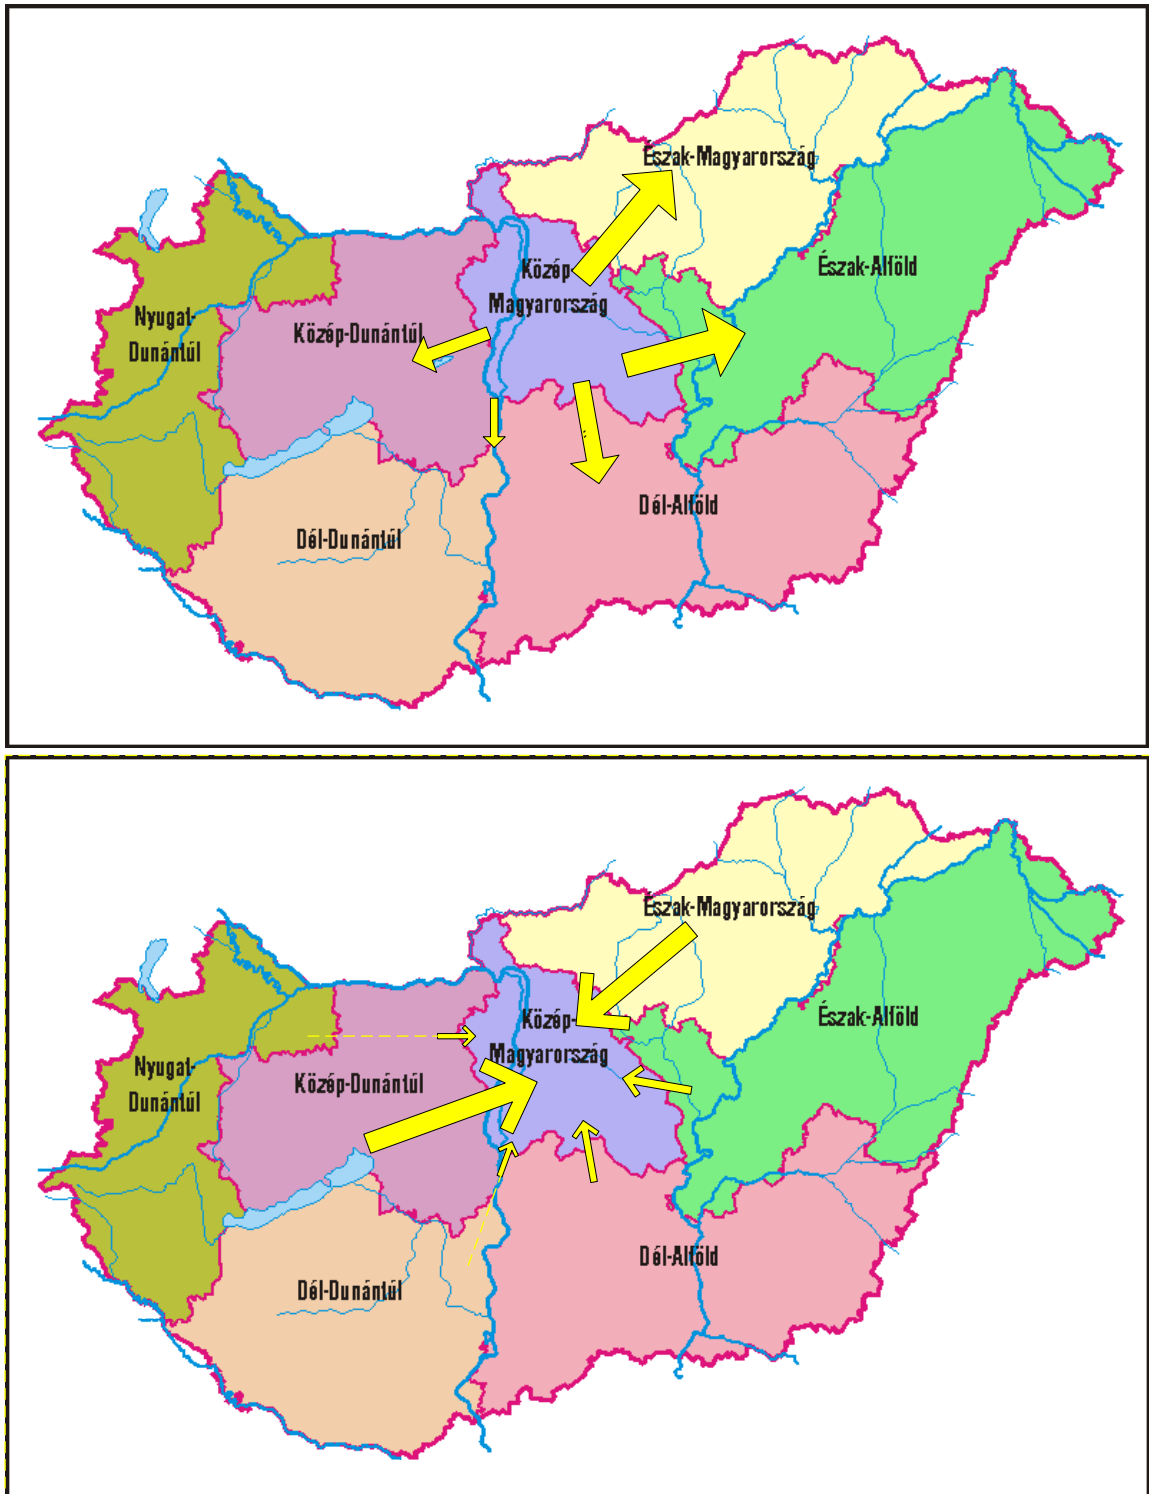 Észak-Magyarország
Közép-
Magyarország
Észak-Alföld
Nyugat-
Dunántúl
Közép-Dunántúl
Dél-Alföld
Dél-Dunántúl
Észak-Magyarország
Közép-
Magyarország
Észak-Alföld
Nyugat-
Dunántúl
Közép-Dunántúl
Dél-Alföld
Dél-Dunántúl